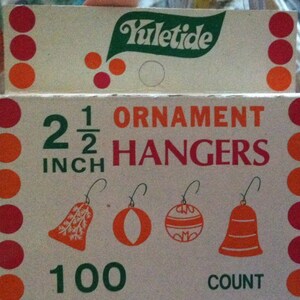 Yuletide
2 1/2 INCH ORNAMENT HANGERS
100 COUNT